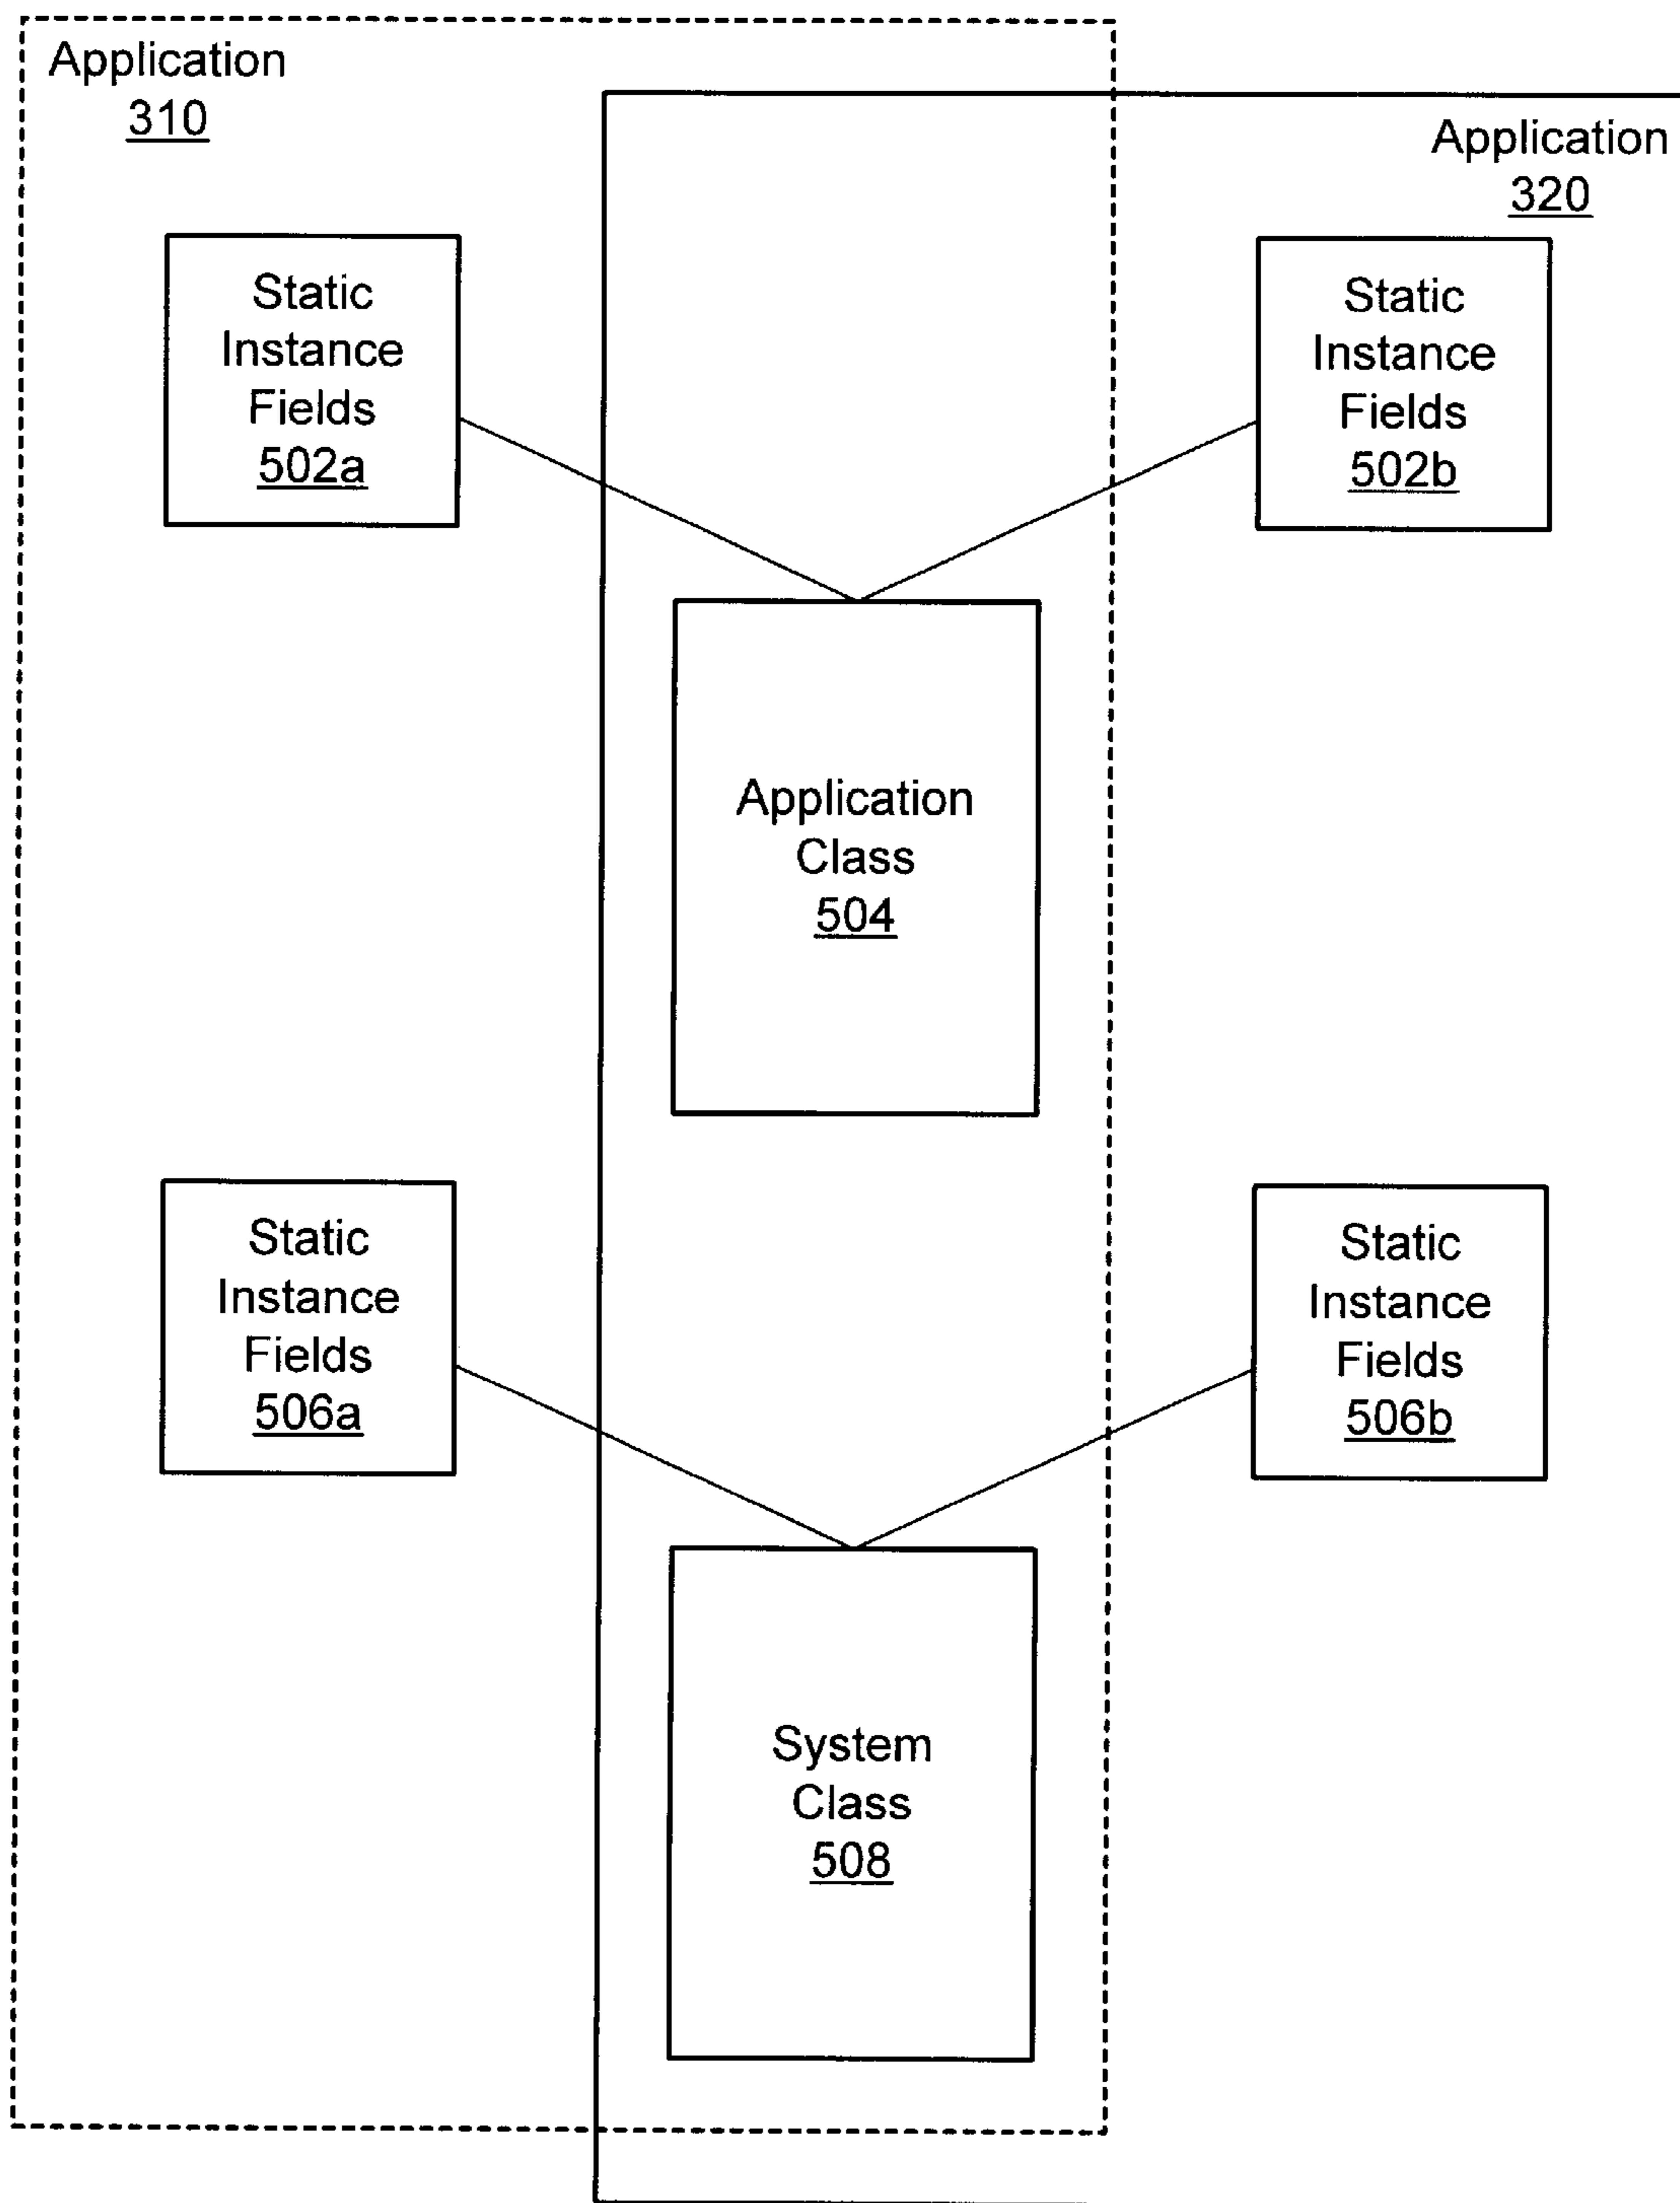 Application
310
Application
320
Static
Instance
Fields
502a
Static
Instance
Fields
502b
Application
Class
504
Static
Instance
Fields
506a
Static
Instance
Fields
506b
System
Class
508